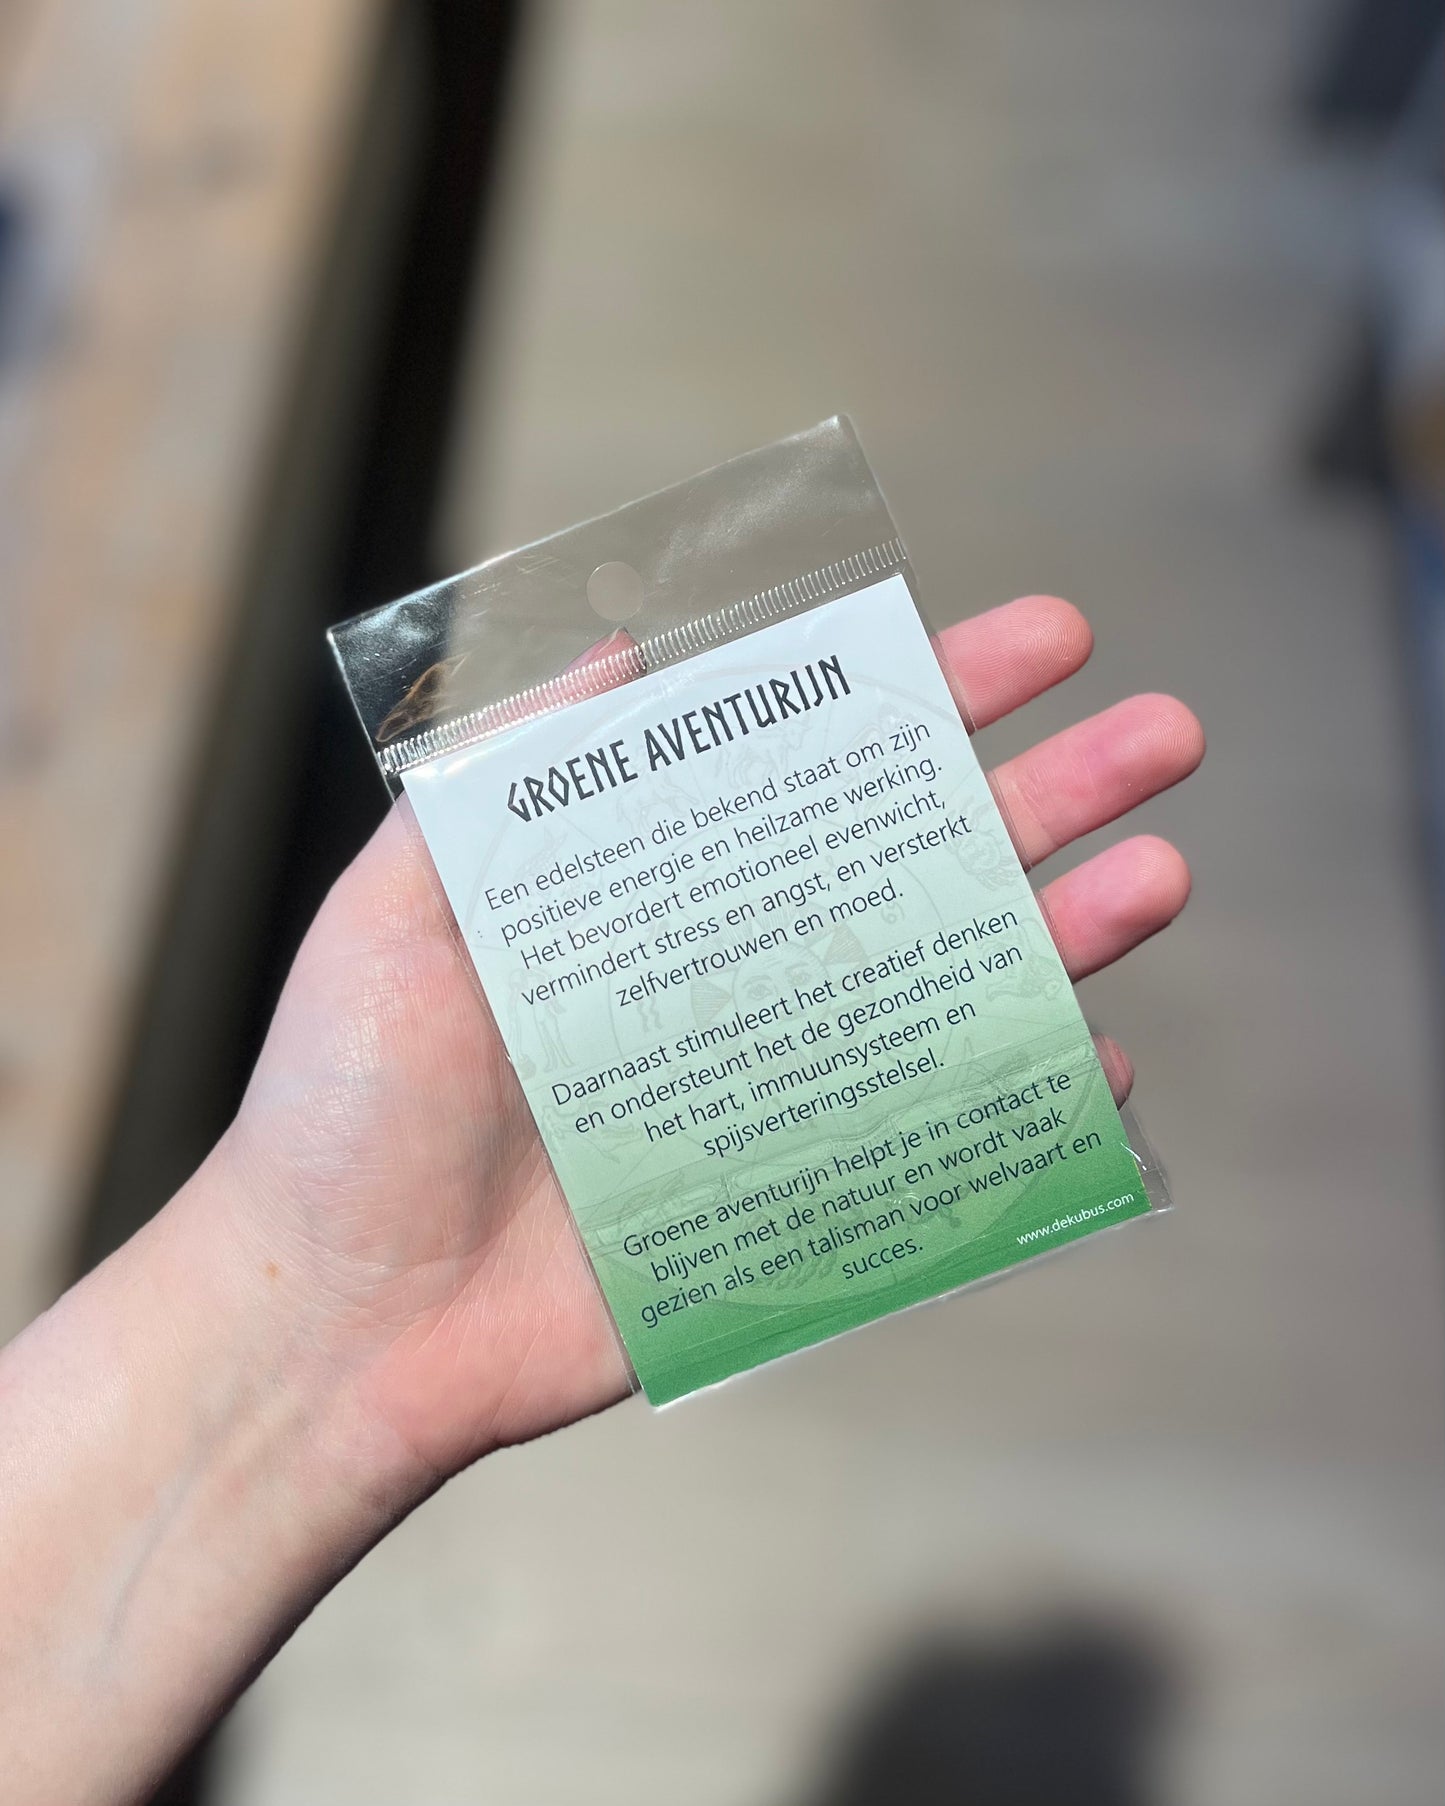 GROENE AVENTURIJN
Een edelsteen die bekend staat om zijn
positieve energie en heilzame werking.
Het bevordert emotioneel evenwicht,
vermindert stress en angst, en versterkt
zelfvertrouwen en moed.
Daarnaast stimuleert het creatief denken
en ondersteunt het de gezondheid van
het hart, immuunsysteem en
spijsverteringsstelsel.
Groene aventurijn helpt je in contact te
blijven met de natuur en wordt vaak
gezien als een talisman voor welvaart en
succes.
www.dekubus.com